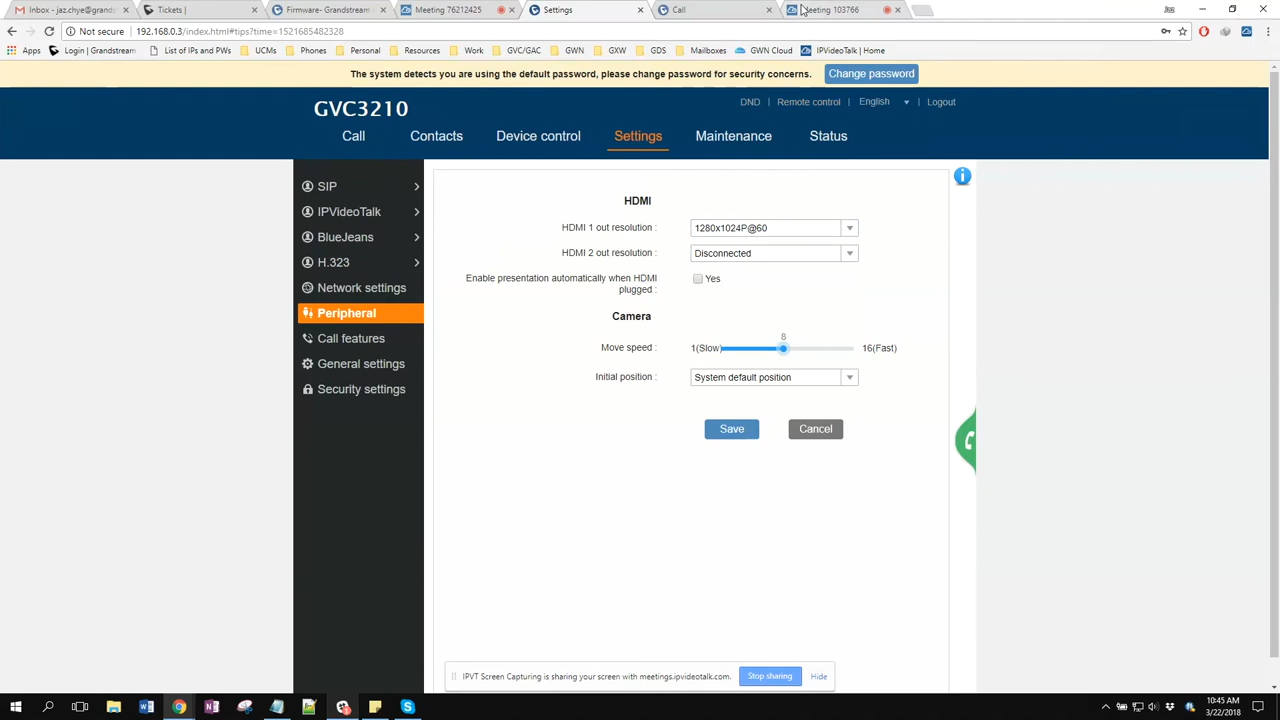 Inbox - jaz.chye@grands
Tickets |
Firmware- Grandstream
Meeting 76212425
Settings
Call
Meeting 103766
Not secure 192.168.0.3/index.html#tips?time=1521685482328
Apps Login | Grandstream List of IPs and PWs UCMs Phones Personal Resources Work GVC/GAC GWN GXW GDS Mailboxes GWN Cloud IPVideoTalk | Home
The system detects you are using the default password, please change password for security concerns. Change password
GVC3210
DND | Remote control | English | Logout
Call Contacts Device control Settings Maintenance Status
SIP
IPVideoTalk
BlueJeans
H.323
Network settings
Peripheral
Call features
General settings
Security settings
HDMI
HDMI 1 out resolution : 1280x1024P@60
HDMI 2 out resolution : Disconnected
Enable presentation automatically when HDMI
plugged : Yes
Camera
8
Move speed : 1(Slow) 16(Fast)
Initial position : System default position
Save Cancel
IPVT Screen Capturing is sharing your screen with meetings.ipvideotalk.com. Stop sharing Hide
10:45 AM
3/22/2018